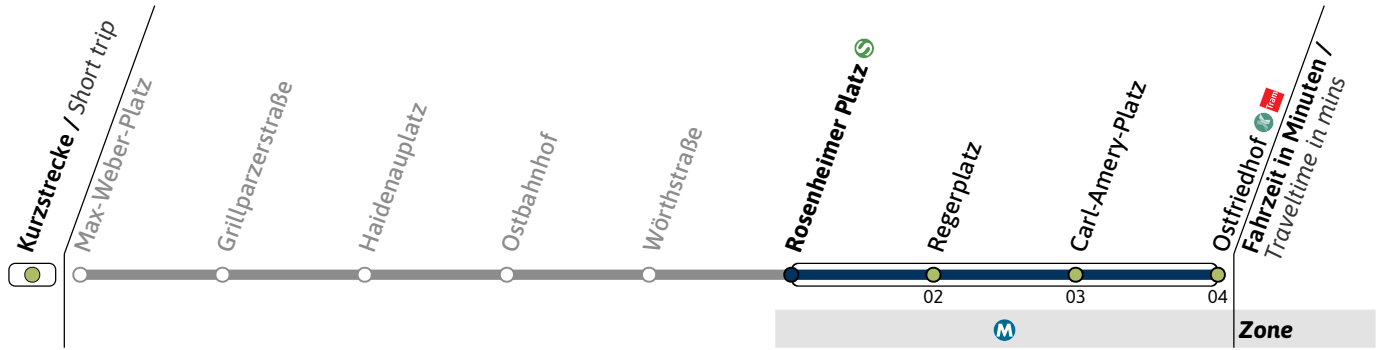 Kurzstrecke / Short trip
Max-Weber-Platz
Grillparzerstraße
Haidenauplatz
Ostbahnhof
Wörthstraße
Rosenheimer Platz S
Regerplatz
Carl-Amery-Platz
Ostfriedhof X Tram
Fahrzeit in Minuten /
Traveltime in mins
02 03 04
M Zone